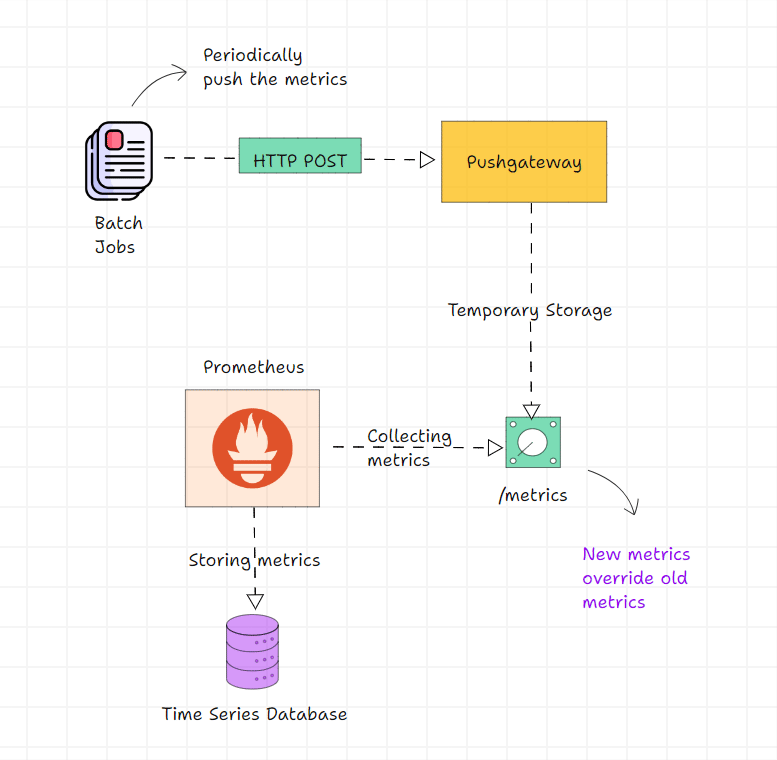 Periodically
push the metrics
HTTP POST
Pushgateway
Batch
Jobs
Temporary Storage
Prometheus
Collecting
metrics
/metrics
Storing metrics
New metrics
override old
metrics
Time Series Database